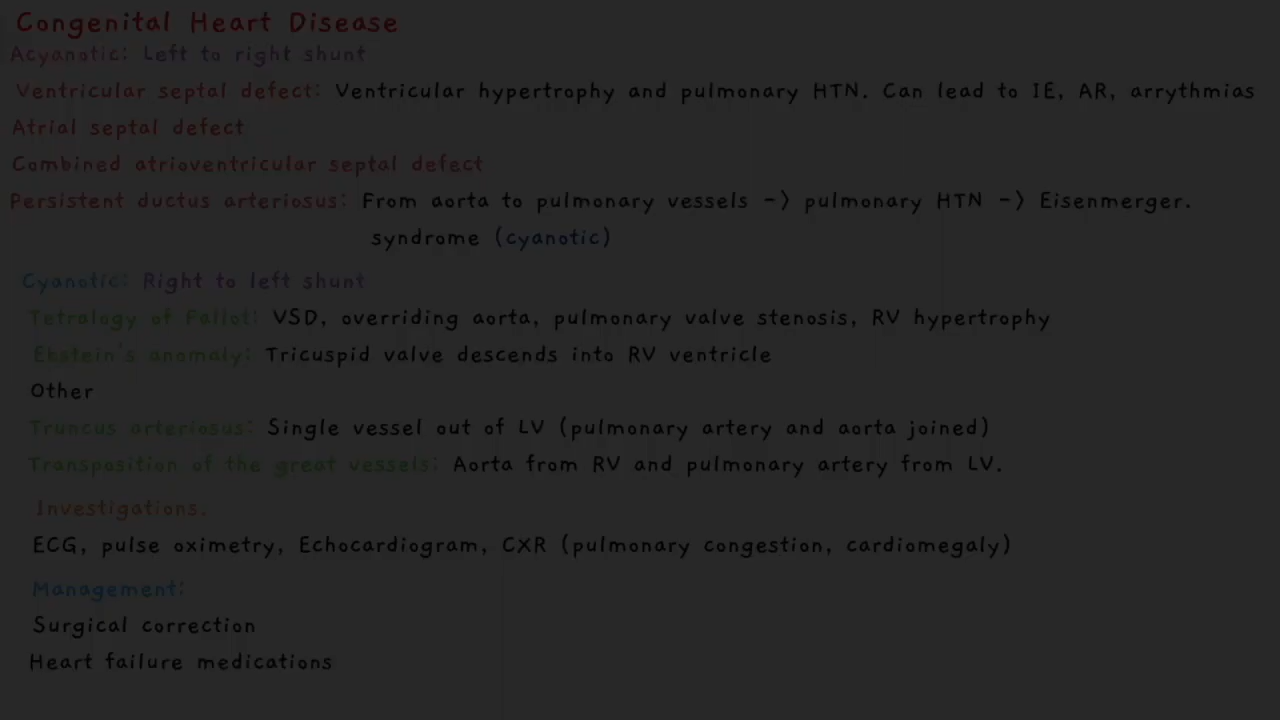 Congenital Heart Disease
Acyanotic: Left to right shunt
Ventricular septal defect: Ventricular hypertrophy and pulmonary HTN. Can lead to IE, AR, arrythmias
Atrial septal defect
Combined atrioventricular septal defect
Persistent ductus arteriosus: From aorta to pulmonary vessels -> pulmonary HTN -> Eisenmerger.
syndrome (cyanotic)
Cyanotic: Right to left shunt
Tetralogy of Fallot: VSD, overriding aorta, pulmonary valve stenosis, RV hypertrophy
Ebstein's anomaly: Tricuspid valve descends into RV ventricle
Other
Truncus arteriosus: Single vessel out of LV (pulmonary artery and aorta joined)
Transposition of the great vessels: Aorta from RV and pulmonary artery from LV.
Investigations.
ECG, pulse oximetry, Echocardiogram, CXR (pulmonary congestion, cardiomegaly)
Management:
Surgical correction
Heart failure medications